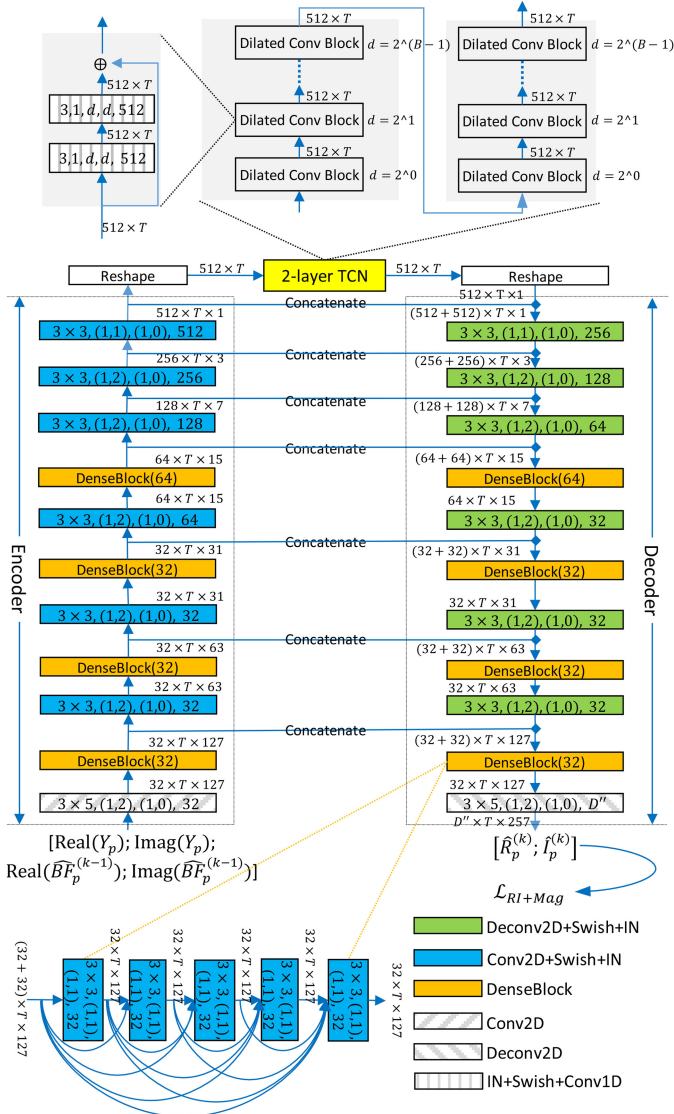 512 × T
⊕
512 × T
3,1, d, d, 512
512 × T
3,1, d, d, 512
512 × T
Dilated Conv Block d = 2^(B − 1)
512 × T
Dilated Conv Block d = 2^1
512 × T
Dilated Conv Block d = 2^0
512 × T
Dilated Conv Block d = 2^(B − 1)
512 × T
Dilated Conv Block d = 2^1
512 × T
Dilated Conv Block d = 2^0
Reshape
512 × T
2-layer TCN
512 × T
Reshape
Encoder
512 × T × 1
3 × 3, (1,1), (1,0), 512
256 × T × 3
3 × 3, (1,2), (1,0), 256
128 × T × 7
3 × 3, (1,2), (1,0), 128
64 × T × 15
DenseBlock(64)
64 × T × 15
3 × 3, (1,2), (1,0), 64
32 × T × 31
DenseBlock(32)
32 × T × 31
3 × 3, (1,2), (1,0), 32
32 × T × 63
DenseBlock(32)
32 × T × 63
3 × 3, (1,2), (1,0), 32
32 × T × 127
DenseBlock(32)
32 × T × 127
3 × 5, (1,2), (1,0), 32
[Real(Y_p); Imag(Y_p);
Real(B̂F_p^(k−1)); Imag(B̂F_p^(k−1))]
Concatenate
Concatenate
Concatenate
Concatenate
Concatenate
Concatenate
Concatenate
Decoder
512 × T × 1
(512 + 512) × T × 1
3 × 3, (1,1), (1,0), 256
(256 + 256) × T × 3
3 × 3, (1,2), (1,0), 128
(128 + 128) × T × 7
3 × 3, (1,2), (1,0), 64
(64 + 64) × T × 15
DenseBlock(64)
64 × T × 15
3 × 3, (1,2), (1,0), 32
(32 + 32) × T × 31
DenseBlock(32)
32 × T × 31
3 × 3, (1,2), (1,0), 32
(32 + 32) × T × 63
DenseBlock(32)
32 × T × 63
3 × 3, (1,2), (1,0), 32
(32 + 32) × T × 127
DenseBlock(32)
32 × T × 127
3 × 5, (1,2), (1,0), D″
D″ × T × 257
[R̂_p^(k); Î_p^(k)]
ℒ_RI+Mag
(32 + 32) × T × 127
3 × 3, (1,1),
(1,1), 32
32 × T × 127
3 × 3, (1,1),
(1,1), 32
32 × T × 127
3 × 3, (1,1),
(1,1), 32
32 × T × 127
3 × 3, (1,1),
(1,1), 32
32 × T × 127
3 × 3, (1,1),
(1,1), 32
32 × T × 127
Deconv2D+Swish+IN
Conv2D+Swish+IN
DenseBlock
Conv2D
Deconv2D
IN+Swish+Conv1D